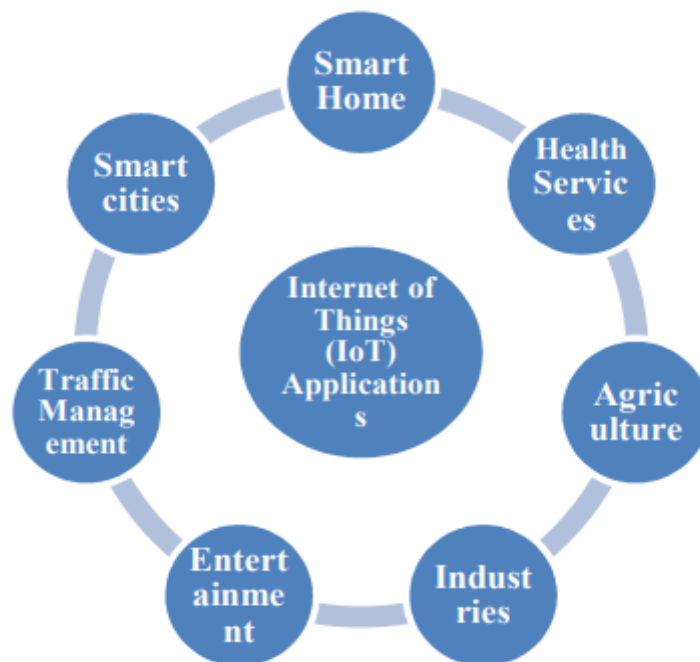 Smart
Home
Health
Servic
es
Agric
ulture
Indust
ries
Entert
ainme
nt
Traffic
Manag
ement
Smart
cities
Internet of
Things
(IoT)
Application
s